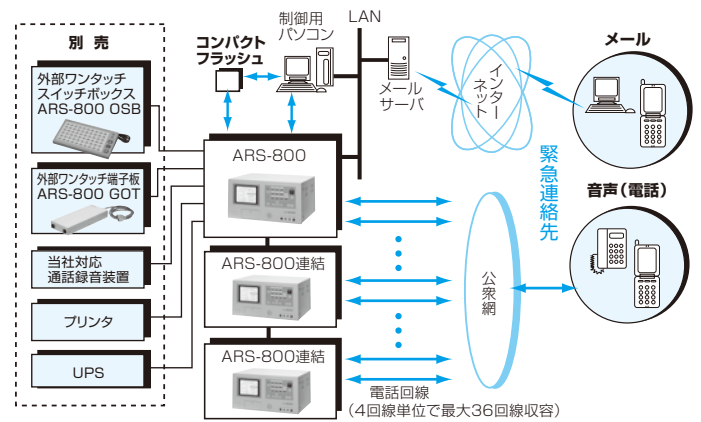 別 売
外部ワンタッチ
スイッチボックス
ARS-800 OSB
外部ワンタッチ端子板
ARS-800 GOT
当社対応
通話録音装置
プリンタ
UPS
コンパクト
フラッシュ
制御用
パソコン
LAN
メール
サーバ
インター
ネット
メール
緊急連絡先
音声（電話）
ARS-800
ARS-800連結
ARS-800連結
公衆網
電話回線
（4回線単位で最大36回線収容）